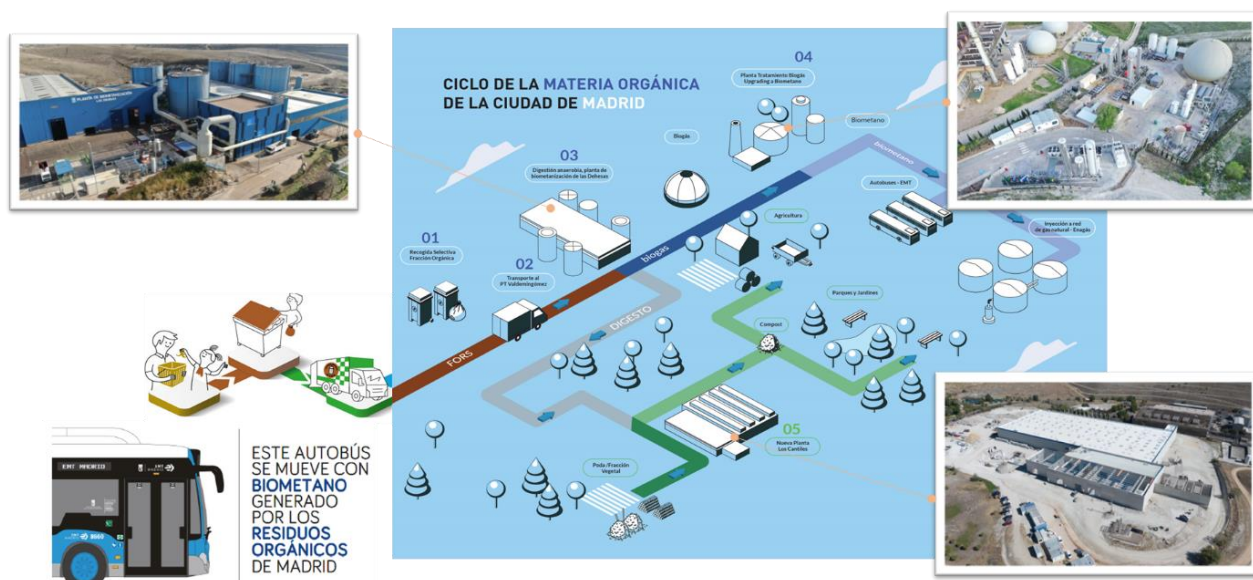 CICLO DE LA MATERIA ORGÁNICA
DE LA CIUDAD DE MADRID
04
Planta Tratamiento Biogás
Upgrading a Biometano
Biogás
Biometano
biometano
03
Digestión anaerobia, planta de
biometanización de las Dehesas
Autobuses - EMT
Inyección a red
de gas natural - Enagás
01
Recogida Selectiva
Fracción Orgánica
02
Transporte al
PT Valdemingómez
biogas
Agricultura
DIGESTO
FORS
Parques y Jardines
Compost
05
Nueva Planta
Los Cantiles
Poda /Fracción
Vegetal
EMT MADRID
ESTE AUTOBÚS
SE MUEVE CON
BIOMETANO
GENERADO
POR LOS
RESIDUOS
ORGÁNICOS
DE MADRID